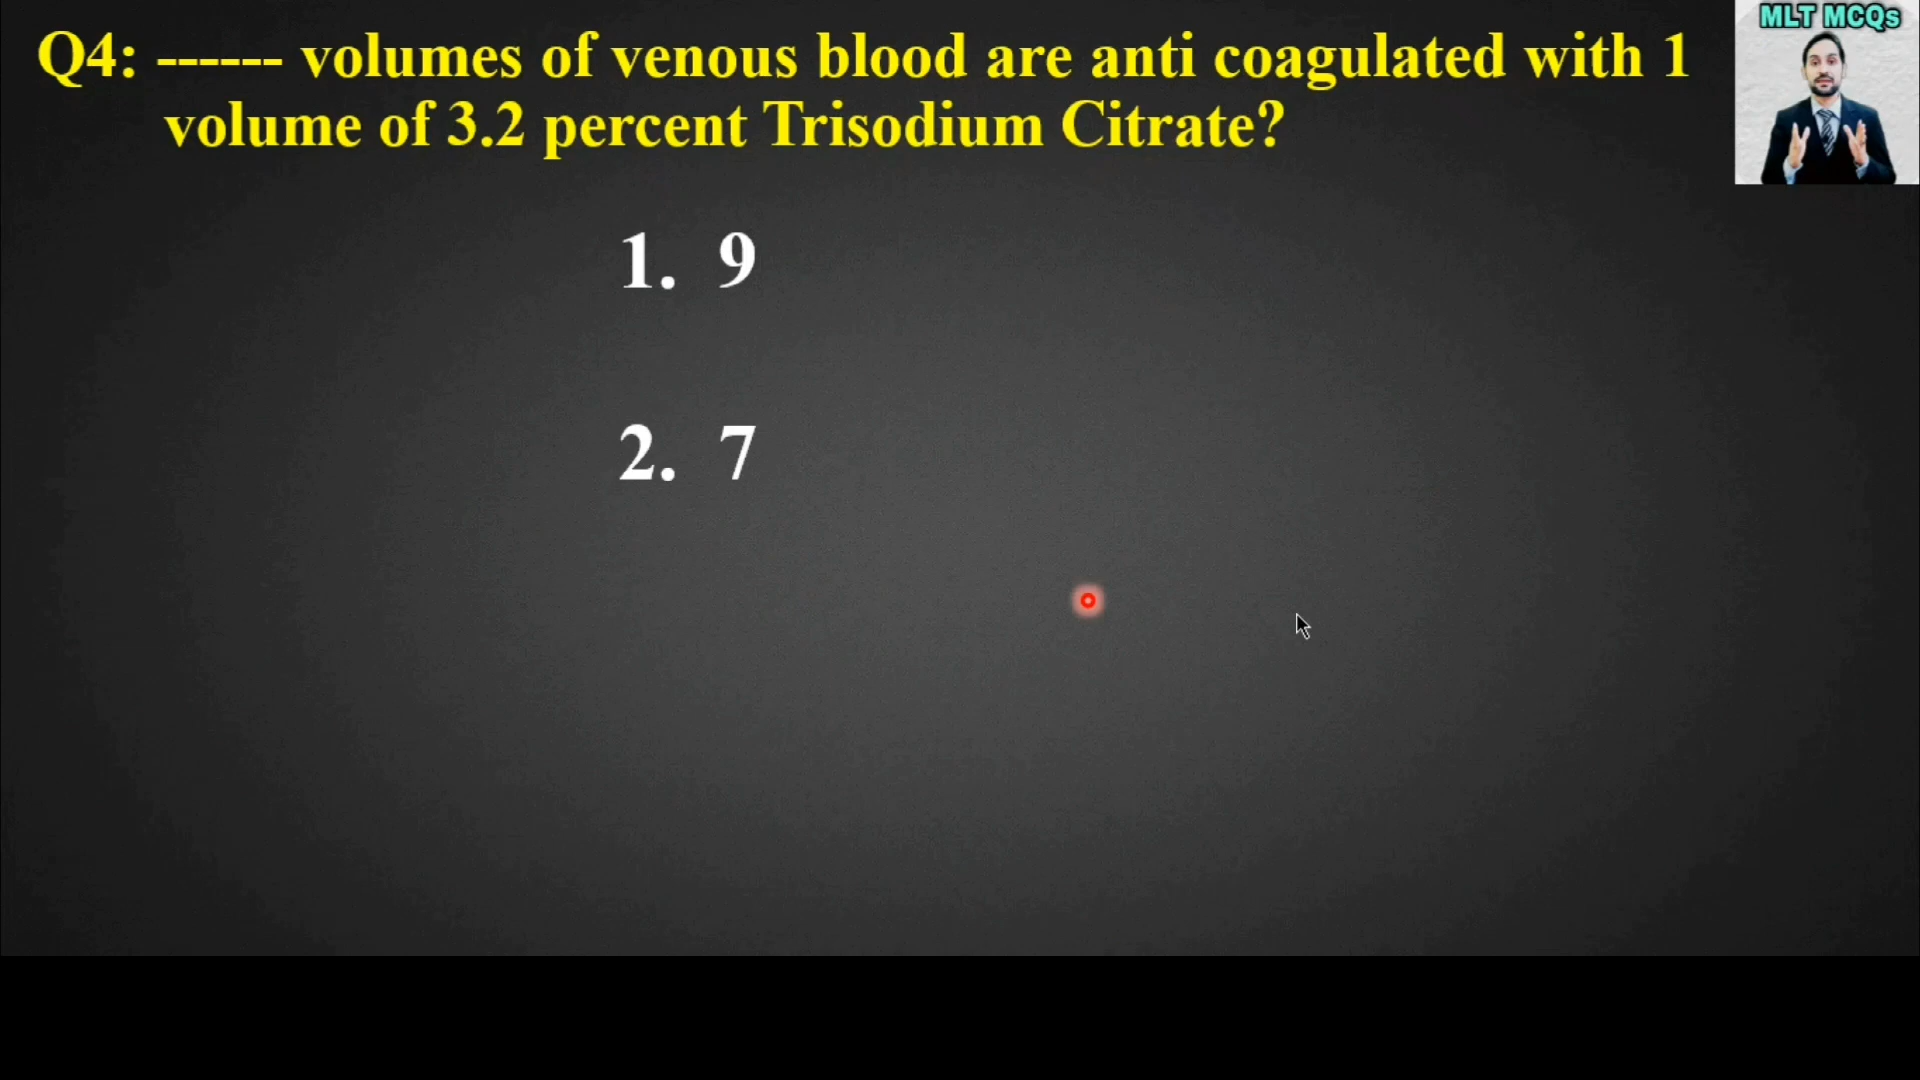 MLT MCQs
Q4: ------ volumes of venous blood are anti coagulated with 1
volume of 3.2 percent Trisodium Citrate?
1. 9
2. 7